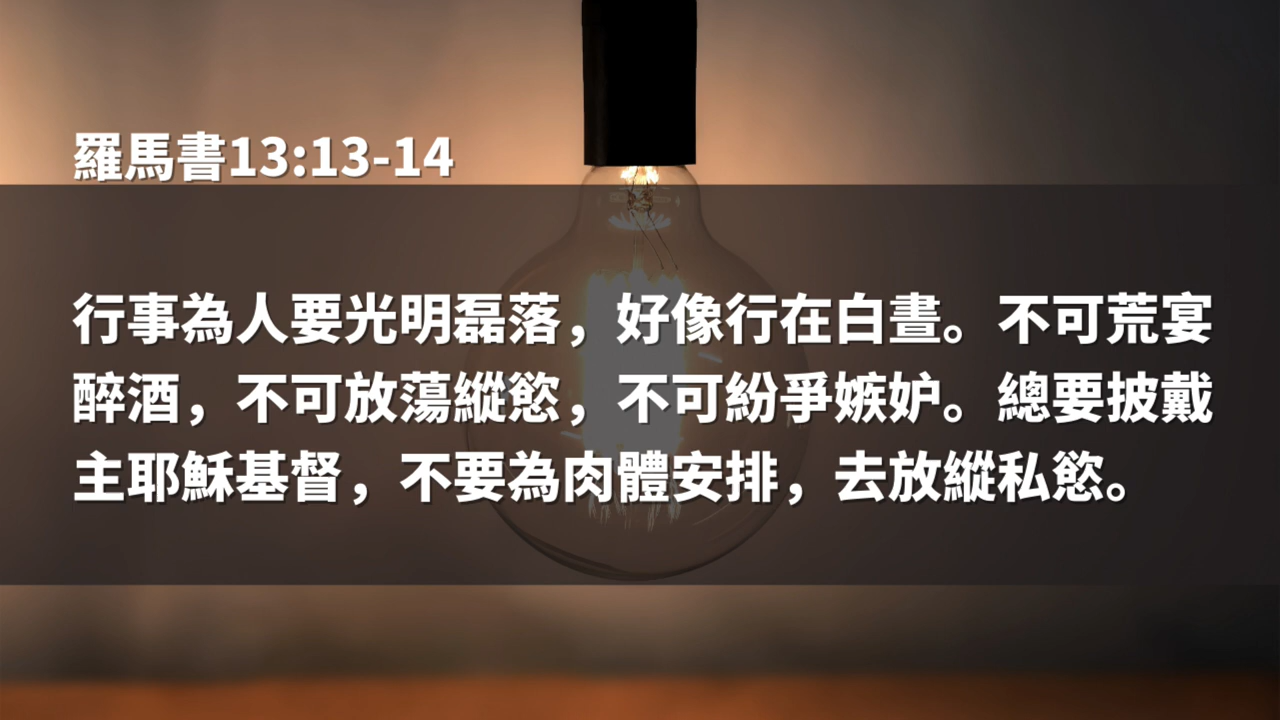 羅馬書13:13-14
行事為人要光明磊落，好像行在白晝。不可荒宴
醉酒，不可放蕩縱慾，不可紛爭嫉妒。總要披戴
主耶穌基督，不要為肉體安排，去放縱私慾。